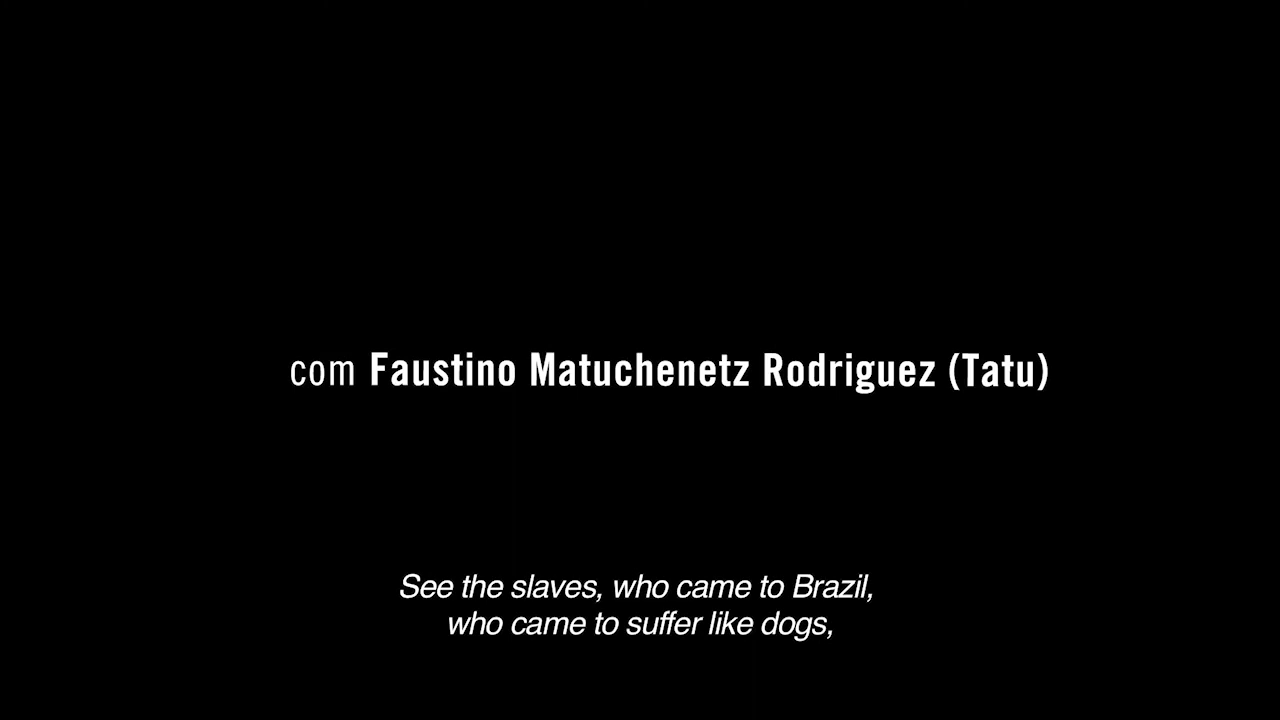 com Faustino Matuchenetz Rodriguez (Tatu)
See the slaves, who came to Brazil,
who came to suffer like dogs,